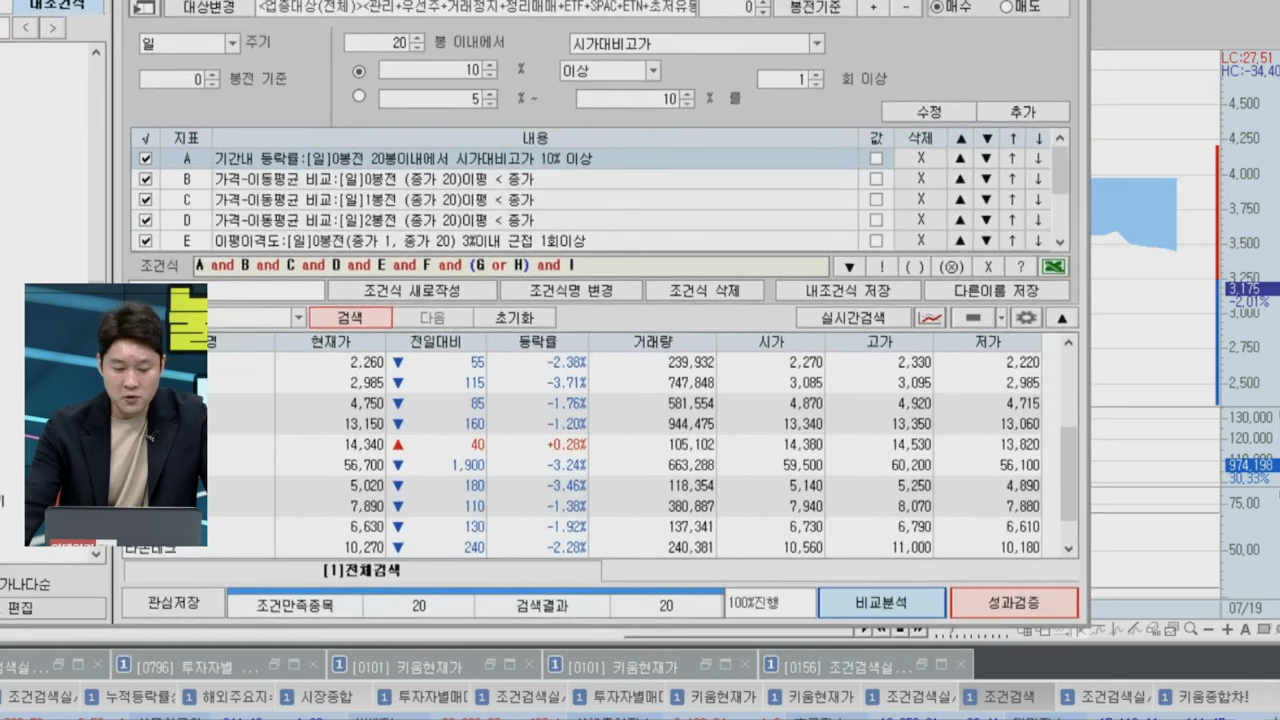 내조건식
대상변경 <업종대상(전체)><관리+우선주+거래정지+정리매매+ETF+SPAC+ETN+초저유동 0 봉전기준 + - 매수 매도
LC:27,51
HC:-34,40
일 주기 20 봉 이내에서 시가대비고가
0 봉전 기준 10 % 이상 1 회 이상
5 % ~ 10 % 를
수정 추가
√ 지표 내용 값 삭제 ▲ ▼ ↑ ↓
A 기간내 등락률:[일]0봉전 20봉이내에서 시가대비고가 10% 이상 X ▲ ▼ ↑ ↓
B 가격-이동평균 비교:[일]0봉전 (종가 20)이평 < 종가 X ▲ ▼ ↑ ↓
C 가격-이동평균 비교:[일]1봉전 (종가 20)이평 < 종가 X ▲ ▼ ↑ ↓
D 가격-이동평균 비교:[일]2봉전 (종가 20)이평 < 종가 X ▲ ▼ ↑ ↓
E 이평이격도:[일]0봉전(종가 1, 종가 20) 3%이내 근접 1회이상 X ▲ ▼ ↑ ↓
조건식 A and B and C and D and E and F and (G or H) and I ▼ ! ( ) (ⓧ) X ?
조건식 새로작성 조건식명 변경 조건식 삭제 내조건식 저장 다른이름 저장
검색 다음 초기화 실시간검색 ▲
명 현재가 전일대비 등락률 거래량 시가 고가 저가
2,260 ▼ 55 -2.38% 239,932 2,270 2,330 2,220
2,985 ▼ 115 -3.71% 747,848 3,085 3,095 2,985
4,750 ▼ 85 -1.76% 581,554 4,870 4,920 4,715
13,150 ▼ 160 -1.20% 944,475 13,340 13,350 13,060
14,340 ▲ 40 +0.28% 105,102 14,380 14,530 13,820
56,700 ▼ 1,900 -3.24% 663,288 59,500 60,200 56,100
5,020 ▼ 180 -3.46% 118,354 5,140 5,250 4,890
7,890 ▼ 110 -1.38% 380,887 7,940 8,070 7,880
6,630 ▼ 130 -1.92% 137,341 6,730 6,790 6,610
10,270 ▼ 240 -2.28% 240,381 10,560 11,000 10,180
[1]전체검색
관심저장 조건만족종목 20 검색결과 20 100%진행 비교분석 성과검증
가나다순
편집
4,500
4,250
4,000
3,750
3,500
3,250
3,175
-2,01%
3,000
2,750
2,500
130,000
120,000
974,198
30,33%
75,00
50,00
07/19
검색실... [0796] 투자자별 ... [0101] 키움현재가 [0101] 키움현재가 [0156] 조건검색실...
조건검색실 누적등락률 해외주요지 시장종합 투자자별매 조건검색실 투자자별매 키움현재가 키움현재가 조건검색실 조건검색 조건검색실 키움종합차